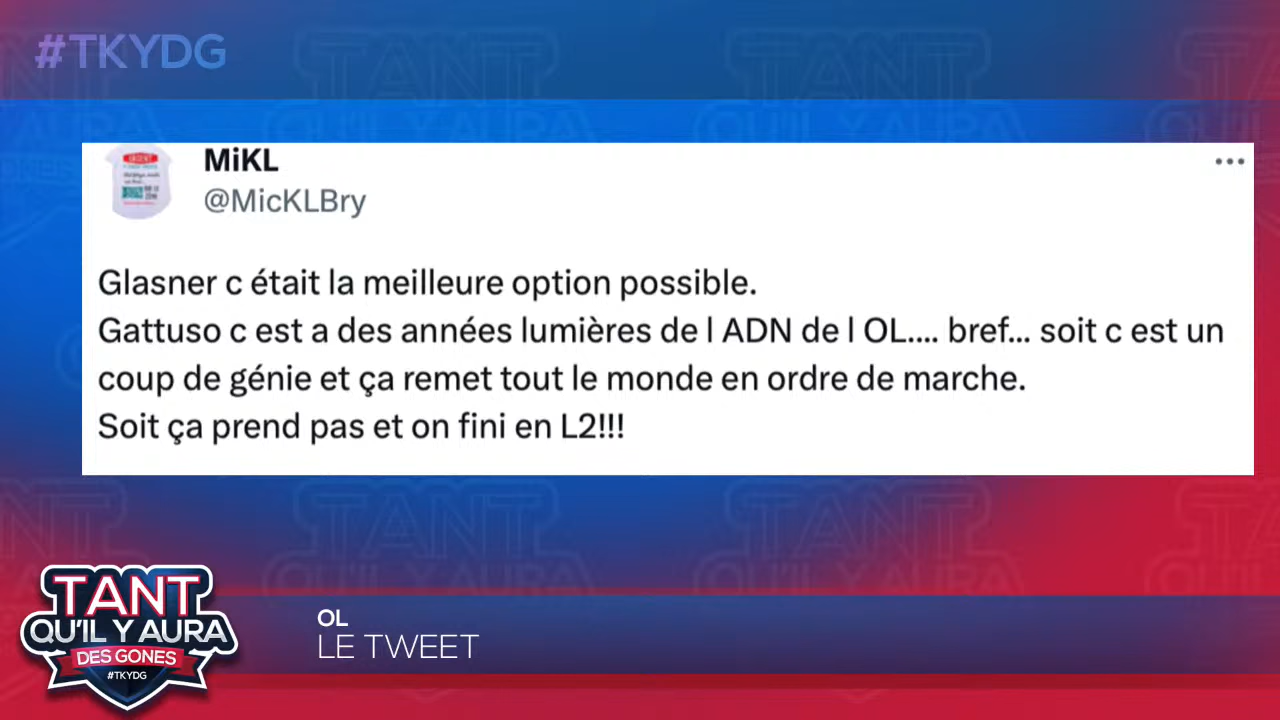 #TKYDG
MiKL
@MicKLBry
Glasner c était la meilleure option possible.
Gattuso c est a des années lumières de l ADN de l OL.... bref... soit c est un
coup de génie et ça remet tout le monde en ordre de marche.
Soit ça prend pas et on fini en L2!!!
TANT
QU'IL Y AURA
DES GONES
#TKYDG
OL
LE TWEET